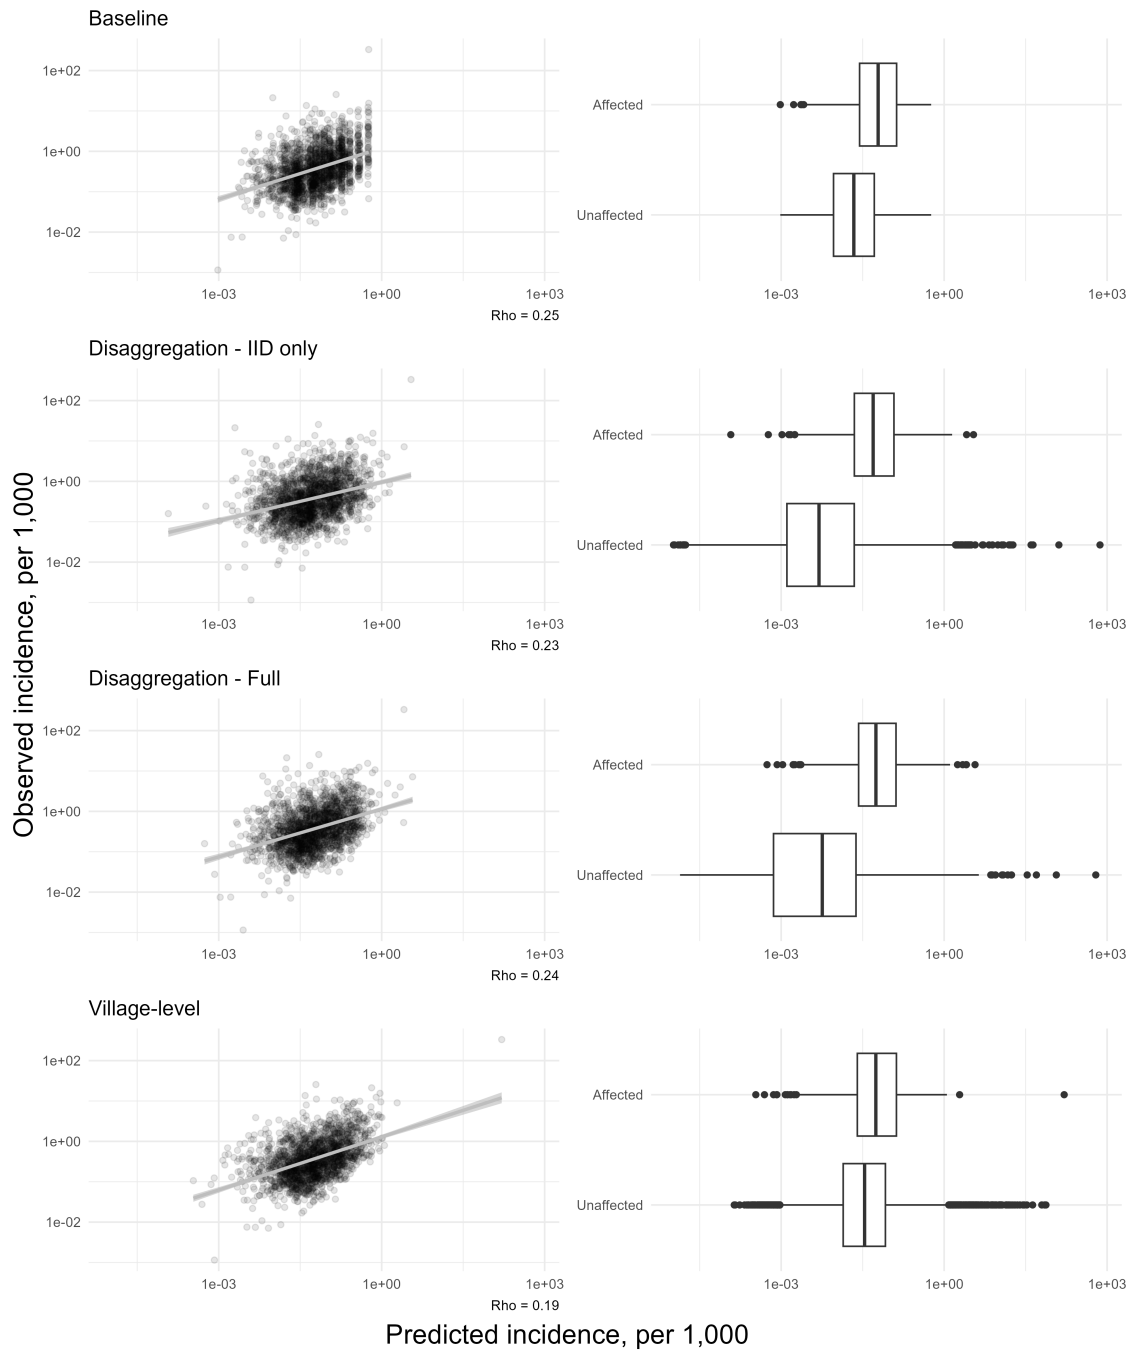 Baseline
1e+02
1e+00
1e-02
1e-03 1e+00 1e+03
Rho = 0.25
Affected
Unaffected
1e-03 1e+00 1e+03
Disaggregation - IID only
1e+02
1e+00
1e-02
1e-03 1e+00 1e+03
Rho = 0.23
Affected
Unaffected
1e-03 1e+00 1e+03
Disaggregation - Full
1e+02
1e+00
1e-02
1e-03 1e+00 1e+03
Rho = 0.24
Affected
Unaffected
1e-03 1e+00 1e+03
Village-level
1e+02
1e+00
1e-02
1e-03 1e+00 1e+03
Rho = 0.19
Affected
Unaffected
1e-03 1e+00 1e+03
Observed incidence, per 1,000
Predicted incidence, per 1,000